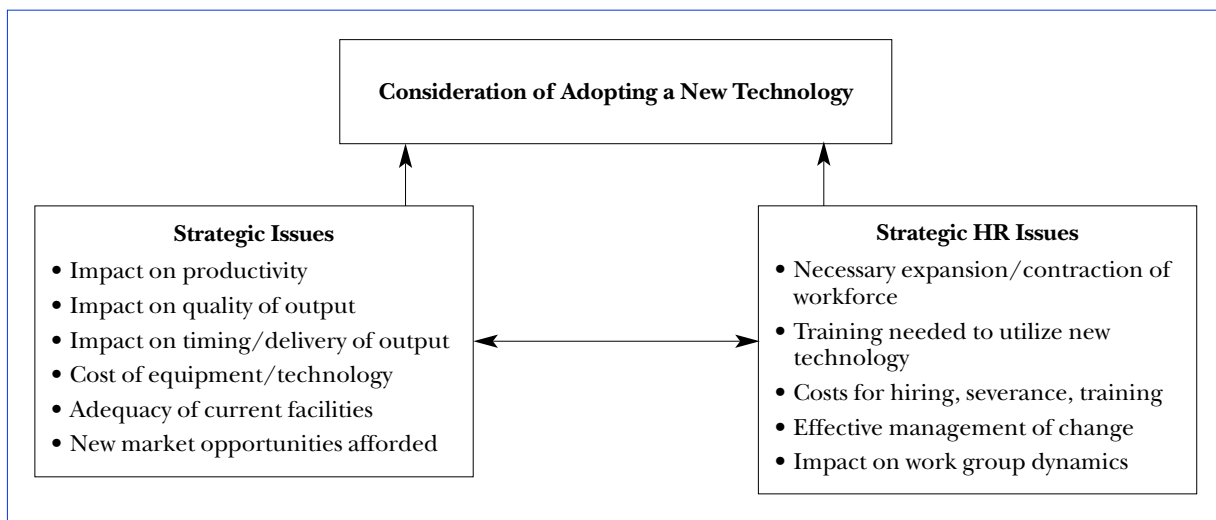 Consideration of Adopting a New Technology
Strategic Issues
• Impact on productivity
• Impact on quality of output
• Impact on timing/delivery of output
• Cost of equipment/technology
• Adequacy of current facilities
• New market opportunities afforded
Strategic HR Issues
• Necessary expansion/contraction of
workforce
• Training needed to utilize new
technology
• Costs for hiring, severance, training
• Effective management of change
• Impact on work group dynamics